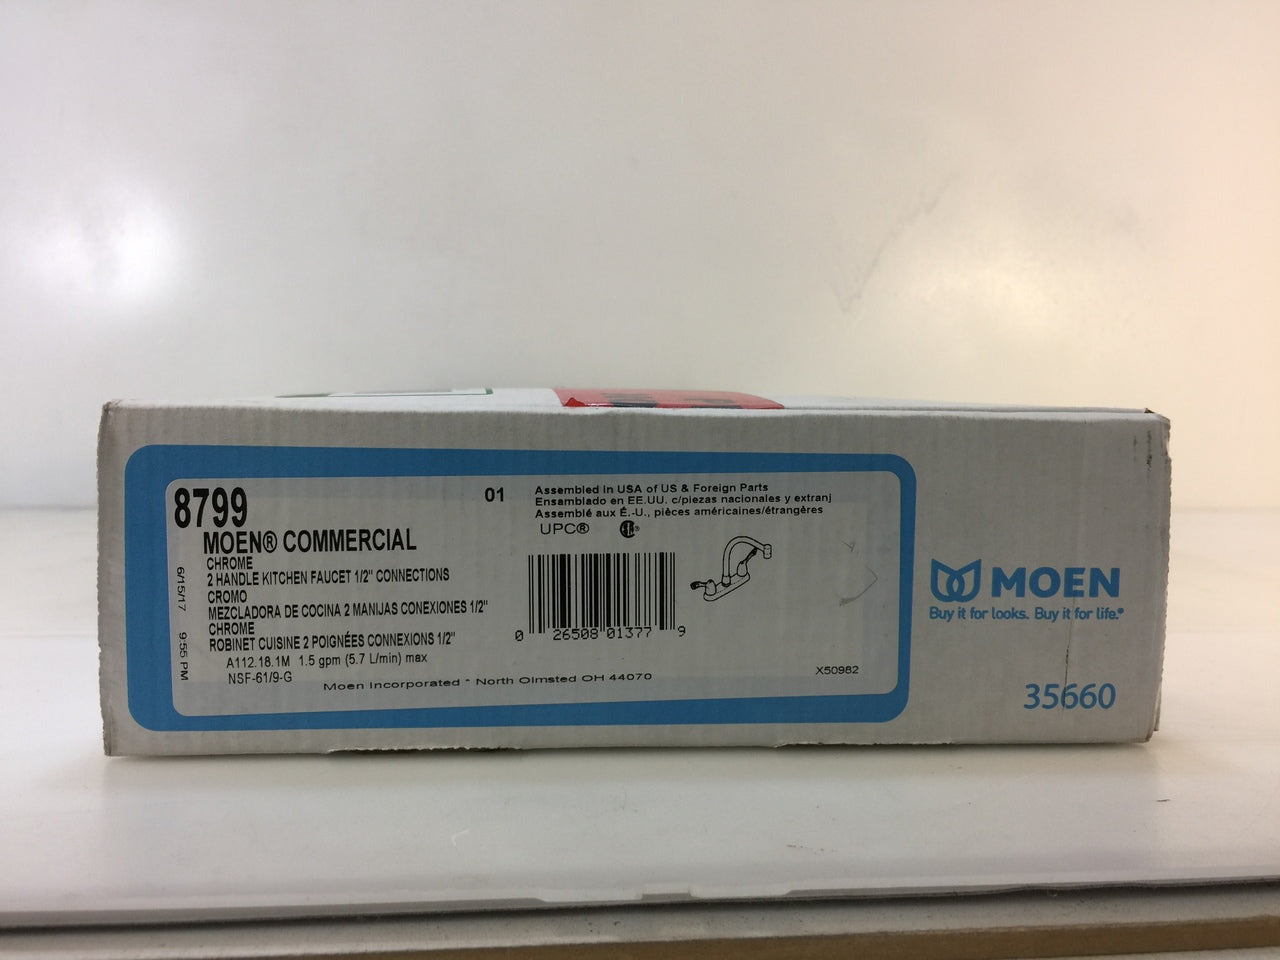 8799
01
Assembled in USA of US & Foreign Parts
Ensamblado en EE.UU. c/piezas nacionales y extranj
Assemblé aux É.-U., pièces américaines/étrangères
UPC®
MOEN® COMMERCIAL
CHROME
2 HANDLE KITCHEN FAUCET 1/2" CONNECTIONS
CROMO
MEZCLADORA DE COCINA 2 MANIJAS CONEXIONES 1/2"
CHROME
ROBINET CUISINE 2 POIGNÉES CONNEXIONS 1/2"
A112.18.1M 1.5 gpm (5.7 L/min) max
NSF-61/9-G
Moen Incorporated * North Olmsted OH 44070
6/15/17 9:55 PM
0 26508 01377 9
X50982
MOEN
Buy it for looks. Buy it for life.®
35660